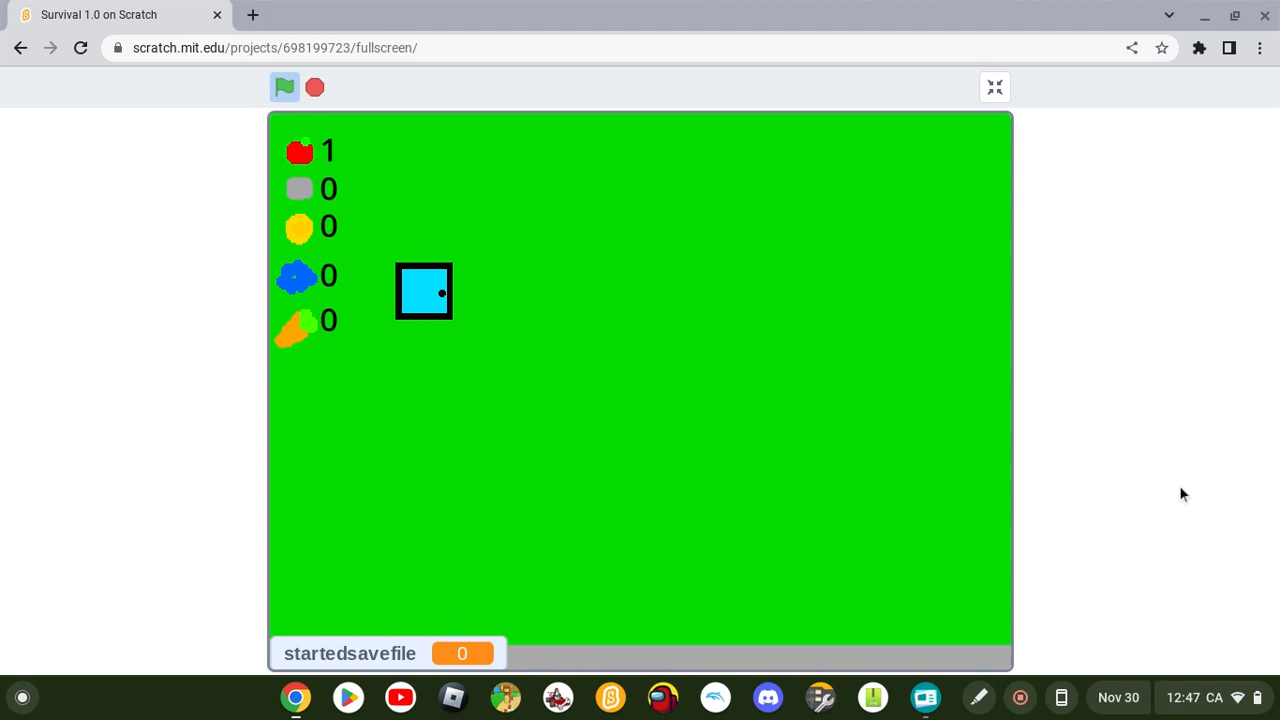 Survival 1.0 on Scratch
scratch.mit.edu/projects/698199723/fullscreen/
1
0
0
0
0
startedsavefile 0
Nov 30 12:47 CA